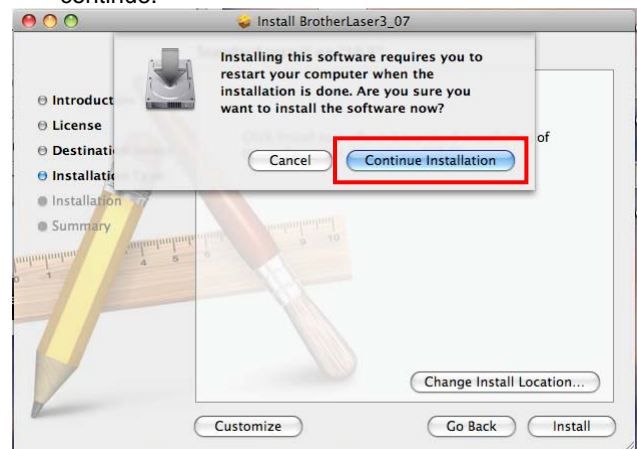 continue.
Install BrotherLaser3_07
Installing this software requires you to
restart your computer when the
installation is done. Are you sure you
want to install the software now?
Cancel
Continue Installation
Introduct
License
Destinati
Installatio
Installation
Summary
of
Change Install Location...
Customize
Go Back
Install